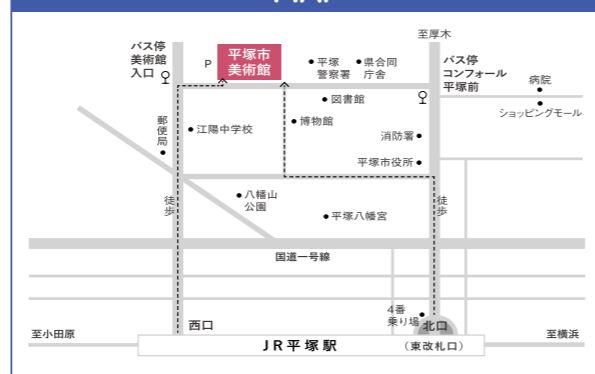 至厚木
バス停
美術館
入口
P
平塚市
美術館
平塚
警察署
県合同
庁舎
バス停
コンフォール
平塚前
病院
ショッピングモール
図書館
博物館
江陽中学校
郵便局
消防署
平塚市役所
八幡山
公園
平塚八幡宮
徒歩
徒歩
国道一号線
4番
乗り場
西口
北口
至小田原
至横浜
JR平塚駅
(東改札口)